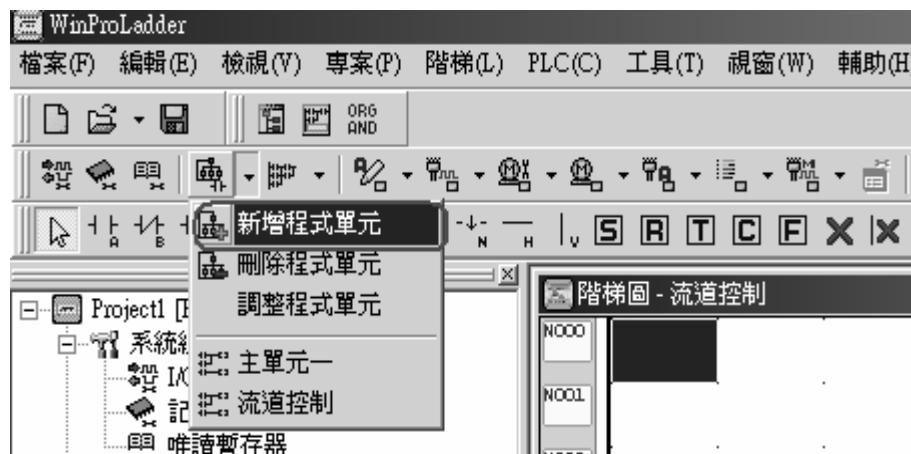 WinProLadder
檔案(F) 編輯(E) 檢視(V) 專案(P) 階梯(L) PLC(C) 工具(T) 視窗(W) 輔助(H
ORG
AND
A B N H V S R T C F
新增程式單元
刪除程式單元
調整程式單元
主單元一
流道控制
階梯圖 - 流道控制
N000
N001
Project1
系統
I/
記
唯讀暫存器